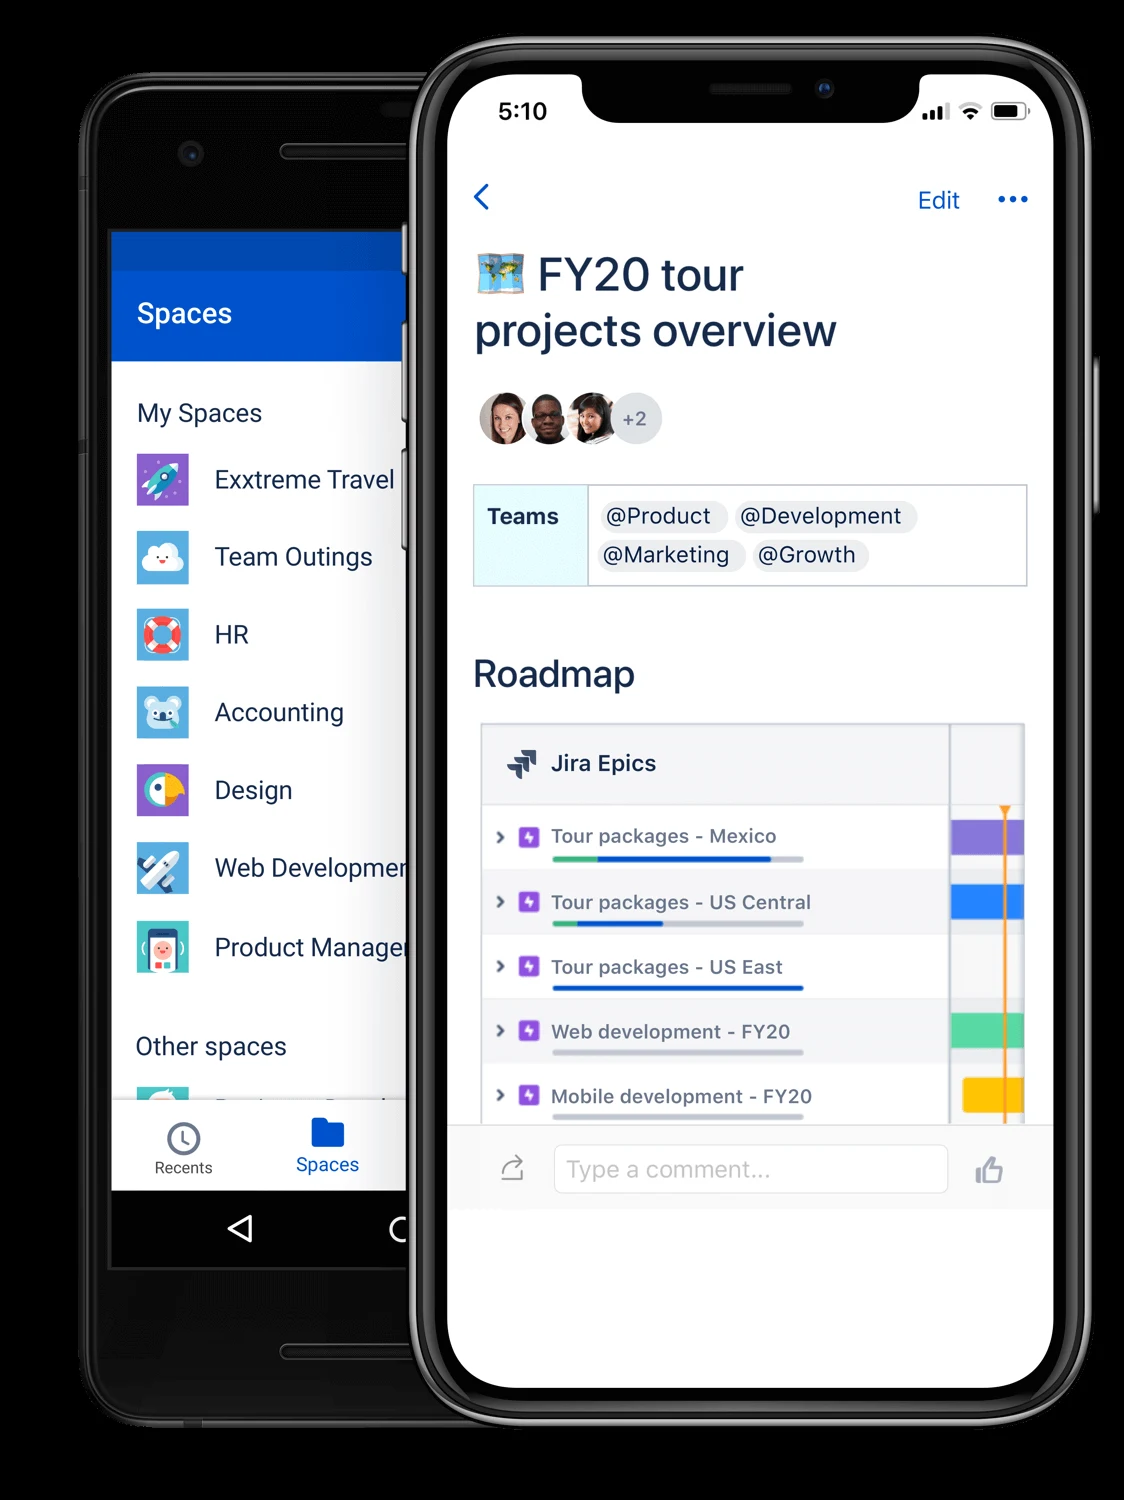 Spaces
My Spaces
Exxtreme Travel
Team Outings
HR
Accounting
Design
Web Developmen
Product Manager
Other spaces
Recents
Spaces
5:10
Edit
FY20 tour
projects overview
+2
Teams
@Product @Development
@Marketing @Growth
Roadmap
Jira Epics
Tour packages - Mexico
Tour packages - US Central
Tour packages - US East
Web development - FY20
Mobile development - FY20
Type a comment...